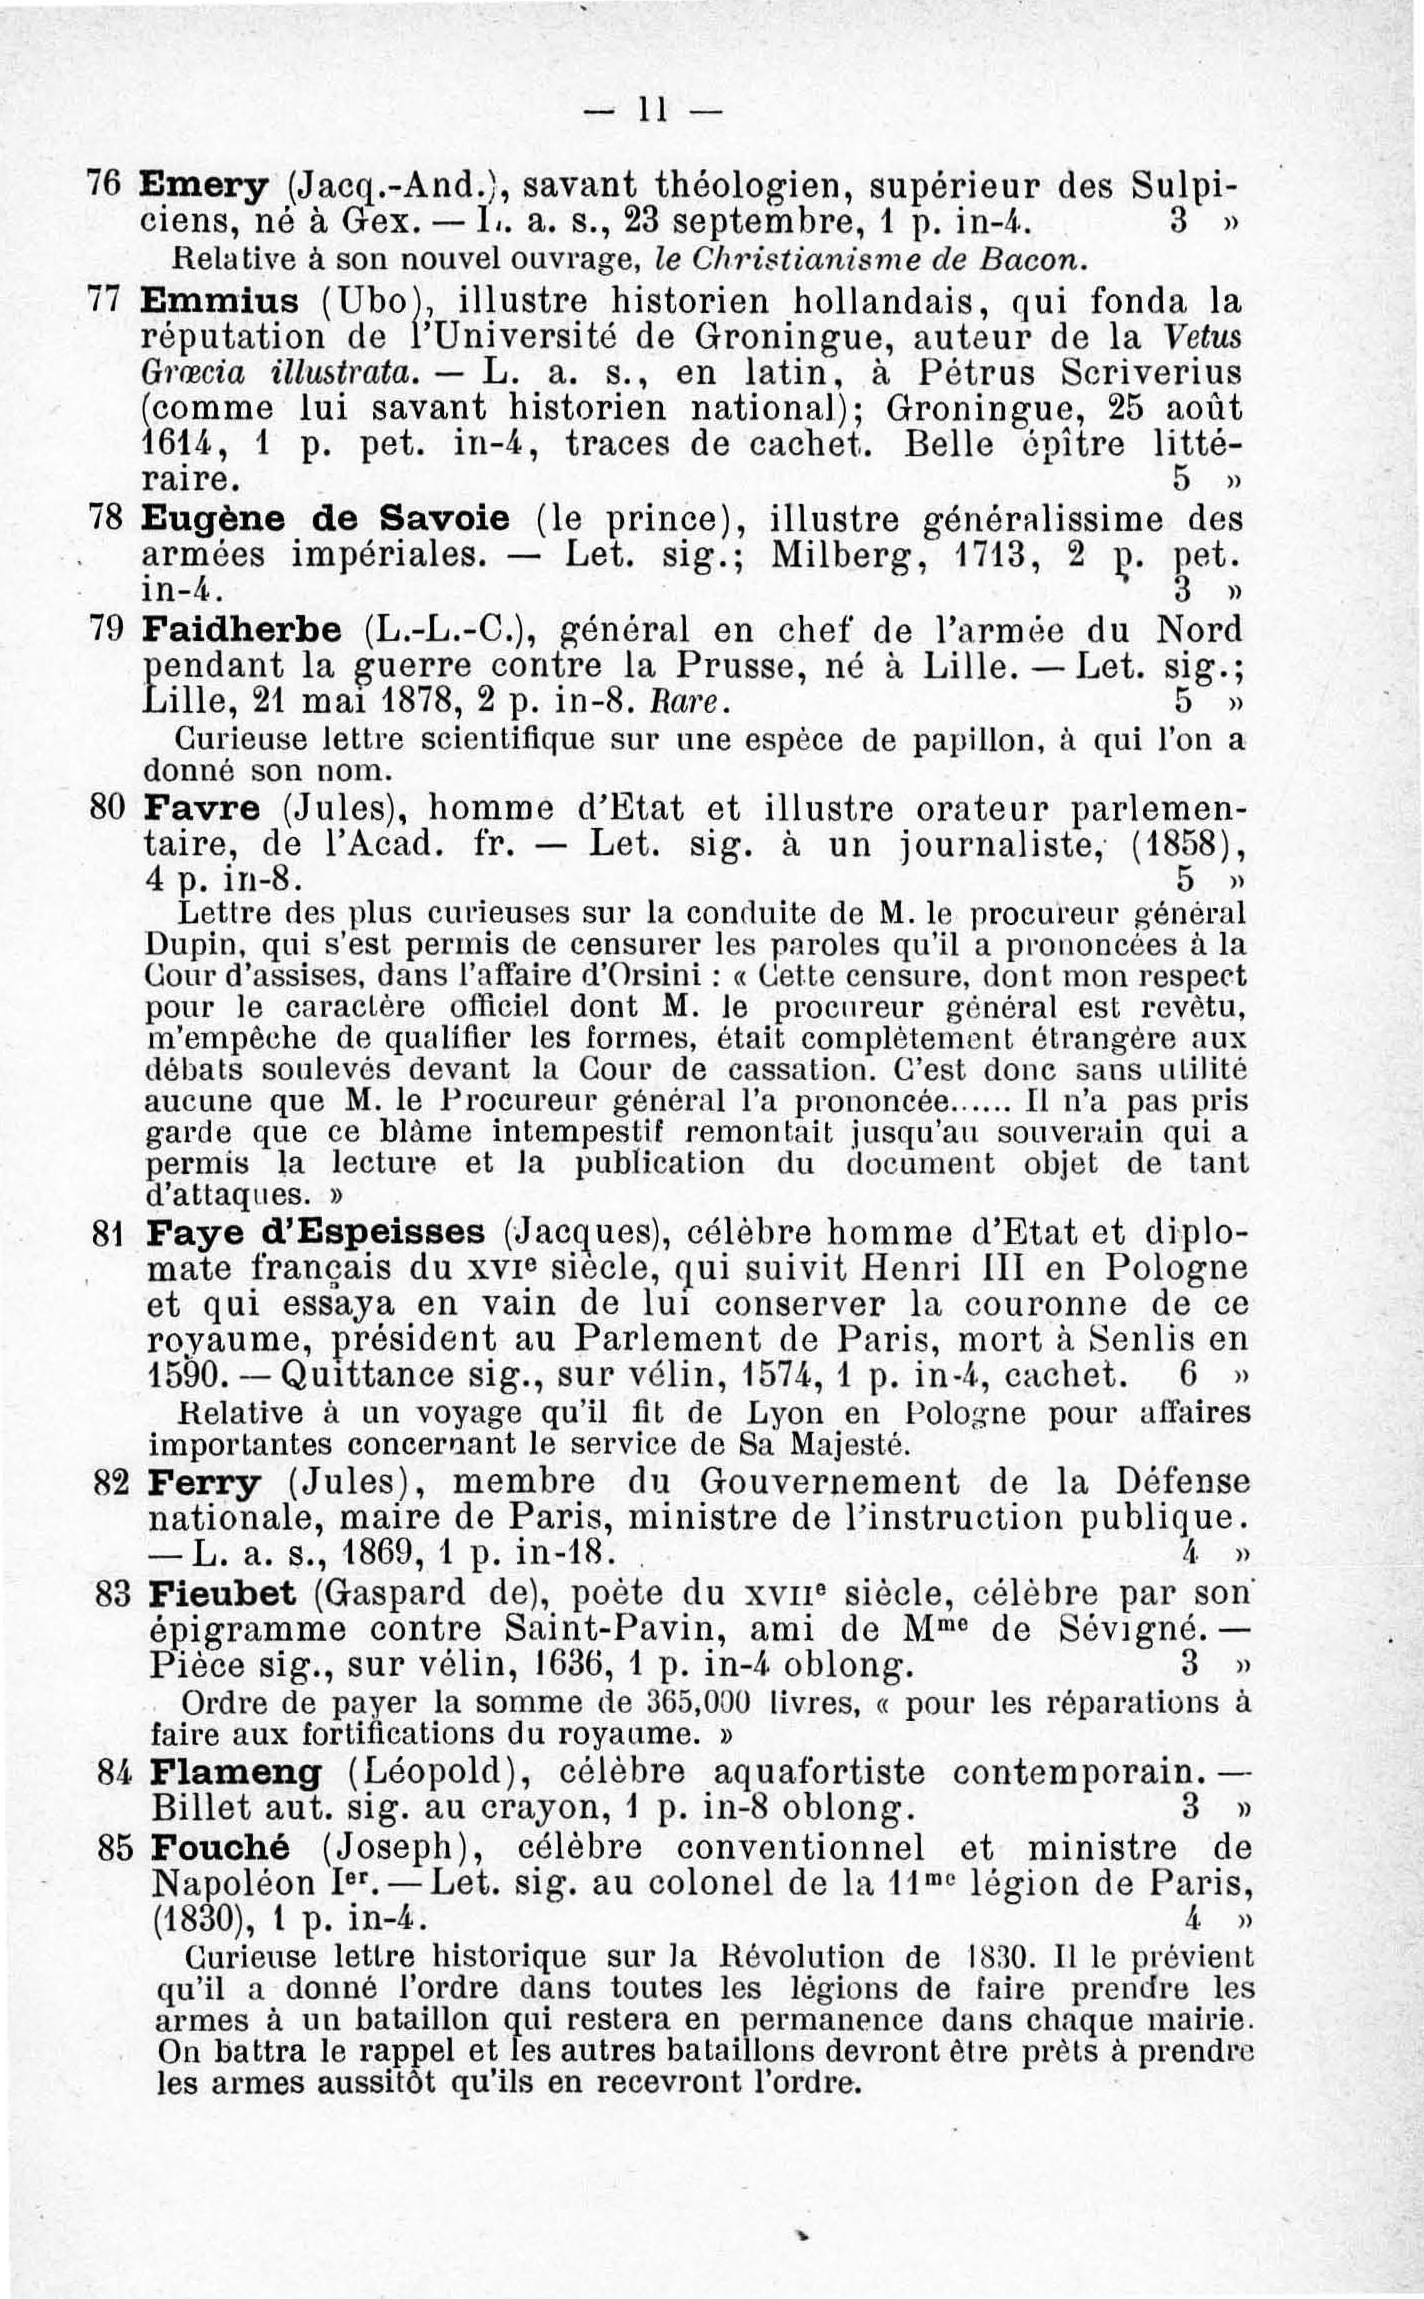 — 11 —
76 Emery (Jacq.-And.), savant théologien, supérieur des Sulpi-
ciens, né à Gex. — L. a. s., 23 septembre, 1 p. in-4. 3 »
Relative à son nouvel ouvrage, le Christianisme de Bacon.
77 Emmius (Ubo), illustre historien hollandais, qui fonda la
réputation de l'Université de Groningue, auteur de la Vetus
Græcia illustrata. — L. a. s., en latin, à Pétrus Scriverius
(comme lui savant historien national); Groningue, 25 août
1614, 1 p. pet. in-4, traces de cachet. Belle épître litté-
raire. 5 »
78 Eugène de Savoie (le prince), illustre généralissime des
armées impériales. — Let. sig.; Milberg, 1713, 2 p. pet.
in-4. 3 »
79 Faidherbe (L.-L.-C.), général en chef de l'armée du Nord
pendant la guerre contre la Prusse, né à Lille. — Let. sig.;
Lille, 21 mai 1878, 2 p. in-8. Rare. 5 »
Curieuse lettre scientifique sur une espèce de papillon, à qui l'on a
donné son nom.
80 Favre (Jules), homme d'Etat et illustre orateur parlemen-
taire, de l'Acad. fr. — Let. sig. à un journaliste, (1858),
4 p. in-8. 5 »
Lettre des plus curieuses sur la conduite de M. le procureur général
Dupin, qui s'est permis de censurer les paroles qu'il a prononcées à la
Cour d'assises, dans l'affaire d'Orsini : « Cette censure, dont mon respect
pour le caractère officiel dont M. le procureur général est revêtu,
m'empêche de qualifier les formes, était complètement étrangère aux
débats soulevés devant la Cour de cassation. C'est donc sans utilité
aucune que M. le Procureur général l'a prononcée...... Il n'a pas pris
garde que ce blâme intempestif remontait jusqu'au souverain qui a
permis la lecture et la publication du document objet de tant
d'attaques. »
81 Faye d'Espeisses (Jacques), célèbre homme d'Etat et diplo-
mate français du XVIe siècle, qui suivit Henri III en Pologne
et qui essaya en vain de lui conserver la couronne de ce
royaume, président au Parlement de Paris, mort à Senlis en
1590. — Quittance sig., sur vélin, 1574, 1 p. in-4, cachet. 6 »
Relative à un voyage qu'il fit de Lyon en Pologne pour affaires
importantes concernant le service de Sa Majesté.
82 Ferry (Jules), membre du Gouvernement de la Défense
nationale, maire de Paris, ministre de l'instruction publique.
— L. a. s., 1869, 1 p. in-18. 4 »
83 Fieubet (Gaspard de), poète du XVIIe siècle, célèbre par son
épigramme contre Saint-Pavin, ami de Mme de Sévigné. —
Pièce sig., sur vélin, 1636, 1 p. in-4 oblong. 3 »
Ordre de payer la somme de 365,000 livres, « pour les réparations à
faire aux fortifications du royaume. »
84 Flameng (Léopold), célèbre aquafortiste contemporain. —
Billet aut. sig. au crayon, 1 p. in-8 oblong. 3 »
85 Fouché (Joseph), célèbre conventionnel et ministre de
Napoléon Ier. — Let. sig. au colonel de la 11me légion de Paris,
(1830), 1 p. in-4. 4 »
Curieuse lettre historique sur la Révolution de 1830. Il le prévient
qu'il a donné l'ordre dans toutes les légions de faire prendre les
armes à un bataillon qui restera en permanence dans chaque mairie.
On battra le rappel et les autres bataillons devront être prêts à prendre
les armes aussitôt qu'ils en recevront l'ordre.